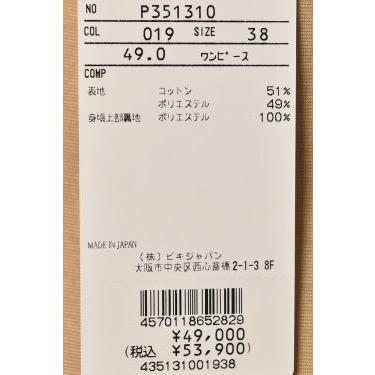 NO P351310
COL 019 SIZE 38
49.0 ワンピース
COMP
表地 コットン 51%
ポリエステル 49%
身頃上部裏地 ポリエステル 100%
MADE IN JAPAN
(株)ビキジャパン
大阪市中央区西心斎橋2-1-3 8F
4570118652829
¥49,000
(税込 ¥53,900)
435131001938